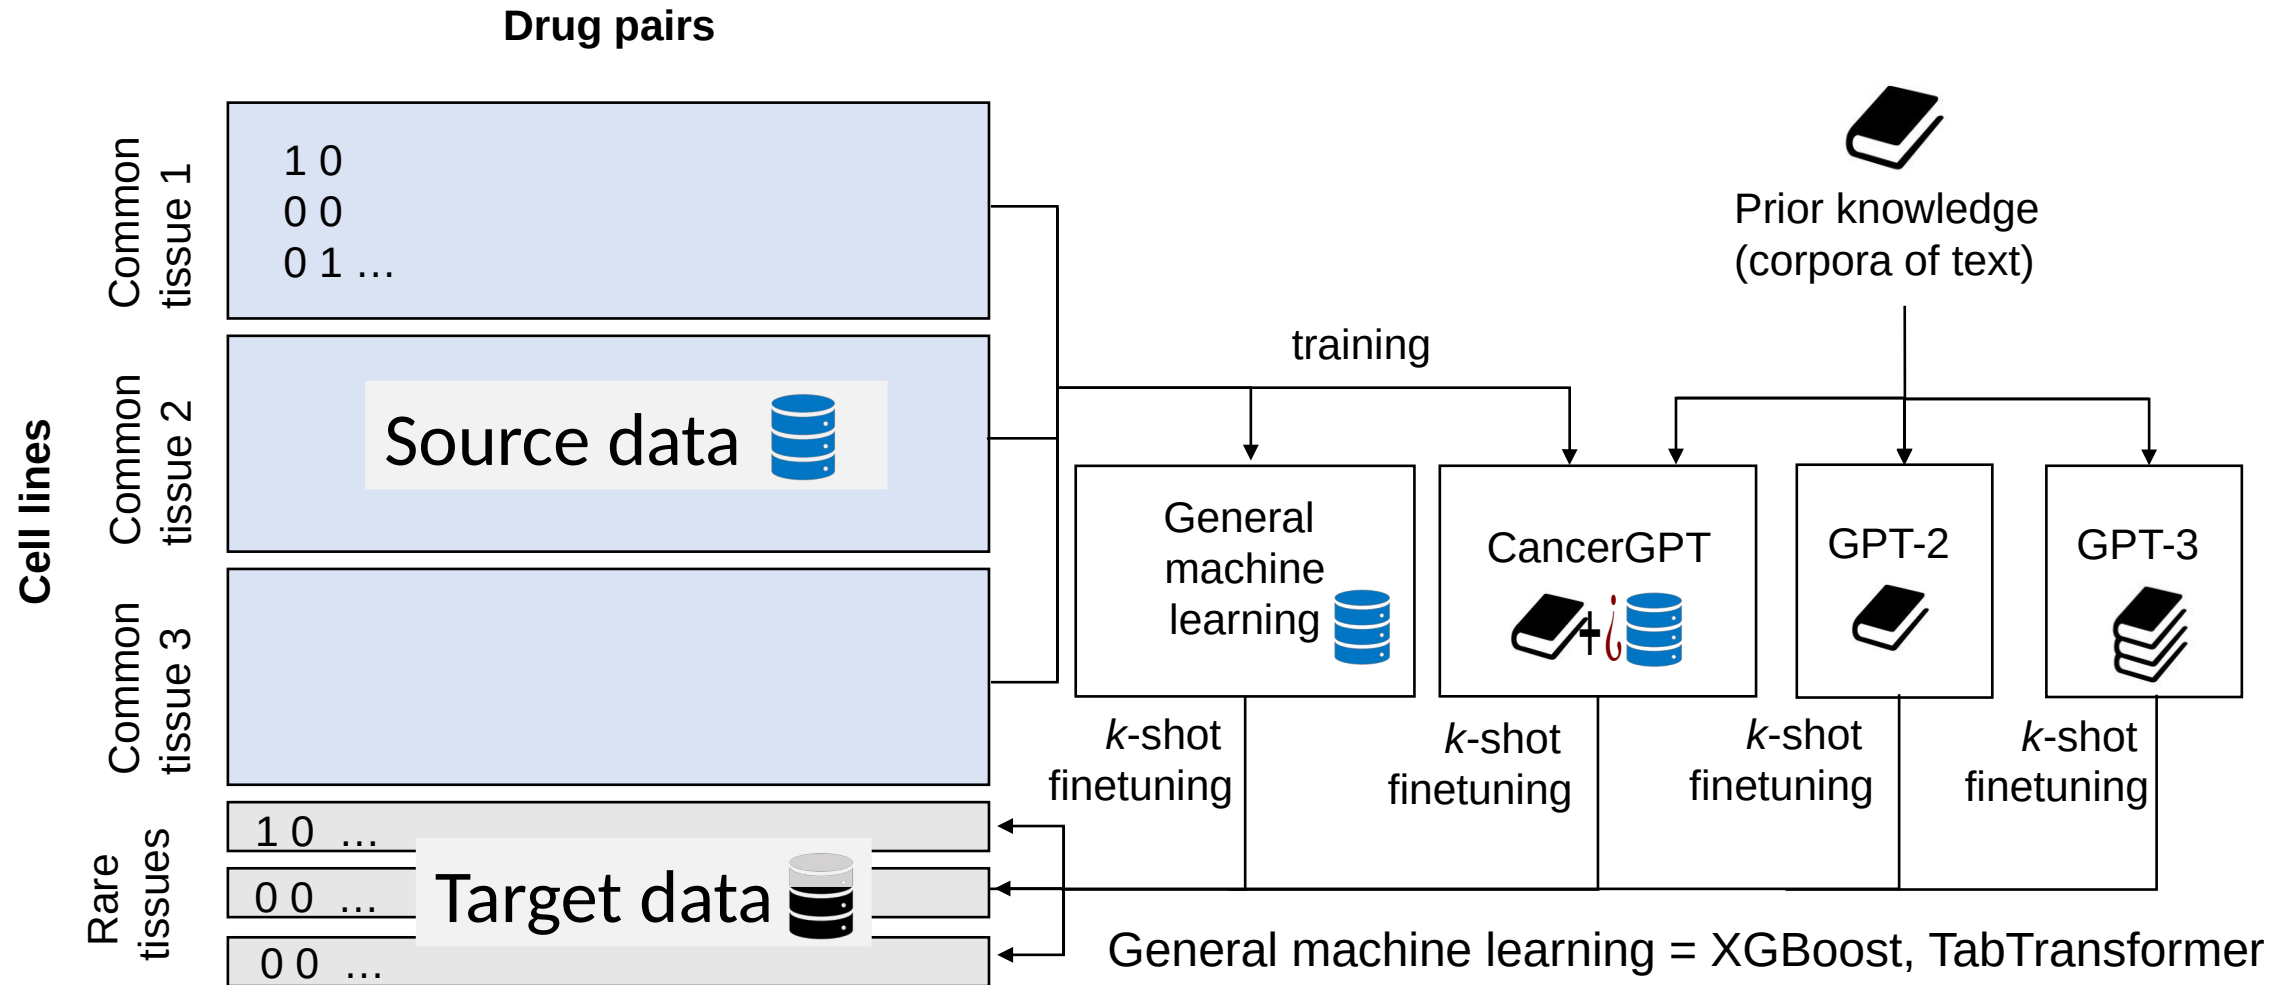 Drug pairs
Cell lines
Common
tissue 1
1 0
0 0
0 1 ...
Common
tissue 2
Source data
Common
tissue 3
Rare
tissues
1 0 ...
0 0 ...
0 0 ...
Target data
Prior knowledge
(corpora of text)
training
General
machine
learning
CancerGPT
+¿
GPT-2
GPT-3
k-shot
finetuning
k-shot
finetuning
k-shot
finetuning
k-shot
finetuning
General machine learning = XGBoost, TabTransformer